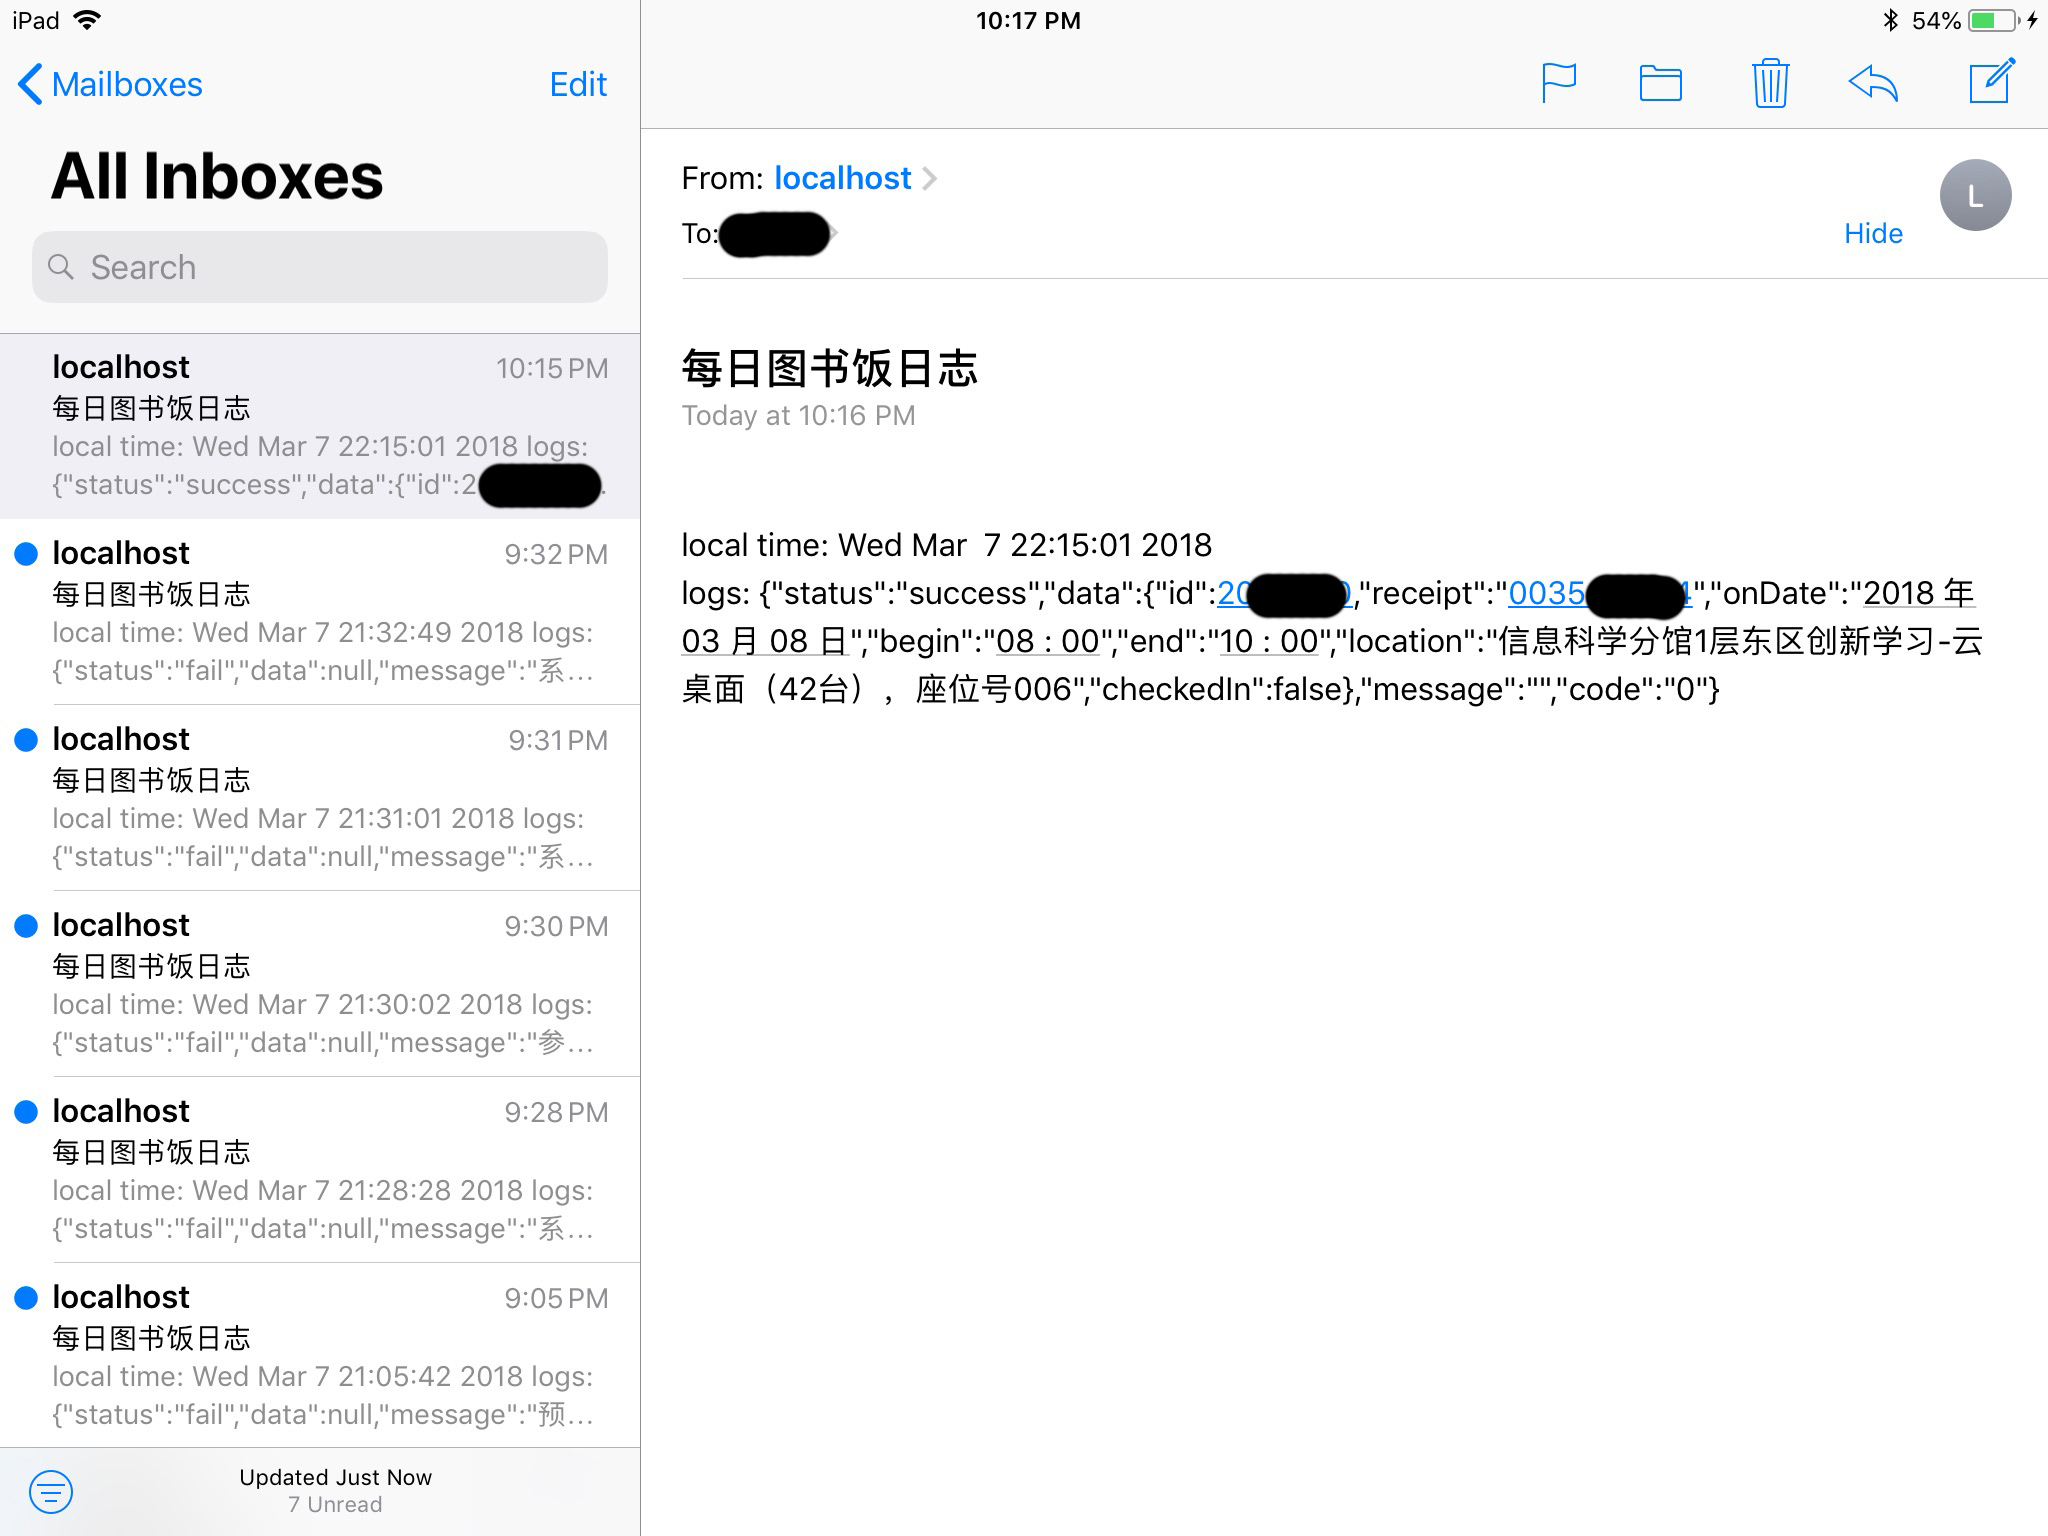 iPad
10:17 PM
54%
Mailboxes
Edit
All Inboxes
Search
localhost 10:15 PM
每日图书饭日志
local time: Wed Mar 7 22:15:01 2018 logs:
{"status":"success","data":{"id":2
localhost 9:32 PM
每日图书饭日志
local time: Wed Mar 7 21:32:49 2018 logs:
{"status":"fail","data":null,"message":"系...
localhost 9:31 PM
每日图书饭日志
local time: Wed Mar 7 21:31:01 2018 logs:
{"status":"fail","data":null,"message":"系...
localhost 9:30 PM
每日图书饭日志
local time: Wed Mar 7 21:30:02 2018 logs:
{"status":"fail","data":null,"message":"参...
localhost 9:28 PM
每日图书饭日志
local time: Wed Mar 7 21:28:28 2018 logs:
{"status":"fail","data":null,"message":"系...
localhost 9:05 PM
每日图书饭日志
local time: Wed Mar 7 21:05:42 2018 logs:
{"status":"fail","data":null,"message":"预...
Updated Just Now
7 Unread
From: localhost
L
To:
Hide
每日图书饭日志
Today at 10:16 PM
local time: Wed Mar  7 22:15:01 2018
logs: {"status":"success","data":{"id":20 ,"receipt":"0035 ","onDate":"2018 年
03 月 08 日","begin":"08 : 00","end":"10 : 00","location":"信息科学分馆1层东区创新学习-云
桌面（42台），座位号006","checkedIn":false},"message":"","code":"0"}